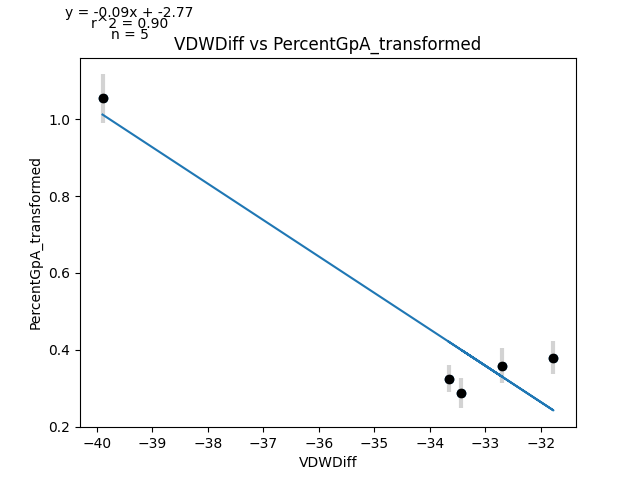 y = -0.09x + -2.77
r^2 = 0.90
n = 5
VDWDiff vs PercentGpA_transformed
1.0
0.8
0.6
0.4
0.2
PercentGpA_transformed
−40 −39 −38 −37 −36 −35 −34 −33 −32
VDWDiff